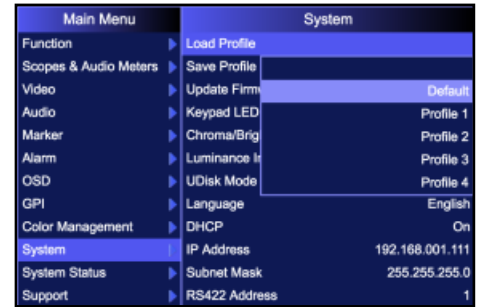 Main Menu
System
Function
Load Profile
Scopes & Audio Meters
Save Profile
Video
Update
Default
Audio
Keypad LED
Profile 1
Marker
Profile 2
Alarm
Luminance
Profile 3
OSD
UDisk Mode
Profile 4
GPI
Language
English
Color Management
DHCP
On
System
IP Address
192.168.001.111
System Status
Subnet Mask
255.255.255.0
Support
RS422 Address
1